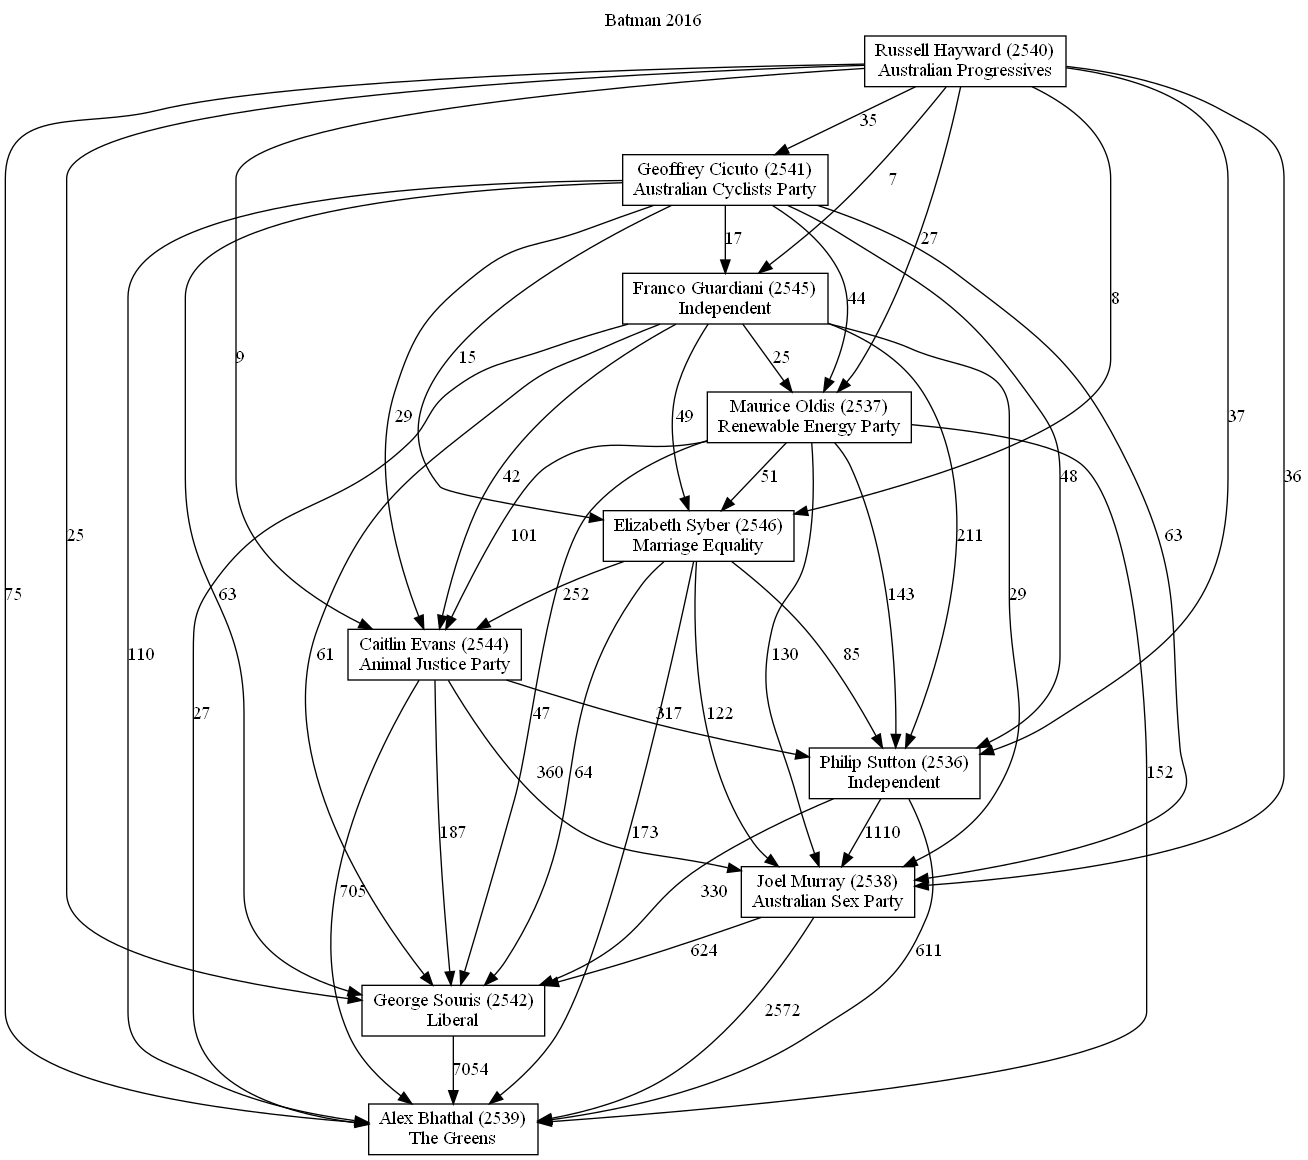 Batman 2016
Russell Hayward (2540)
Australian Progressives
35
Geoffrey Cicuto (2541)
Australian Cyclists Party
7
17
27
Franco Guardiani (2545)
Independent
44
8
9
15
25
Maurice Oldis (2537)
Renewable Energy Party
29
49
37
42
51
48
36
Elizabeth Syber (2546)
Marriage Equality
25
101
211
63
75
63
252
143
29
Caitlin Evans (2544)
Animal Justice Party
110
61
130
85
27
47
317
122
Philip Sutton (2536)
Independent
360
64
152
187
173
1110
Joel Murray (2538)
Australian Sex Party
705
330
624
611
George Souris (2542)
Liberal
2572
7054
Alex Bhathal (2539)
The Greens